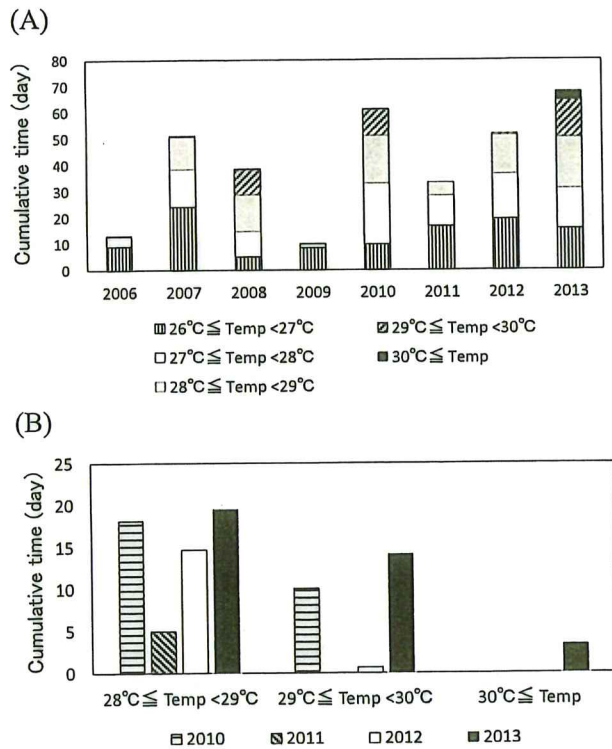 (A)
Cumulative time (day)
80
70
60
50
40
30
20
10
0
2006 2007 2008 2009 2010 2011 2012 2013
26°C≦ Temp <27°C 29°C≦ Temp <30°C
27°C≦ Temp <28°C 30°C≦ Temp
28°C≦ Temp <29°C
(B)
Cumulative time (day)
25
20
15
10
5
0
28°C≦ Temp <29°C 29°C≦ Temp <30°C 30°C≦ Temp
2010 2011 2012 2013